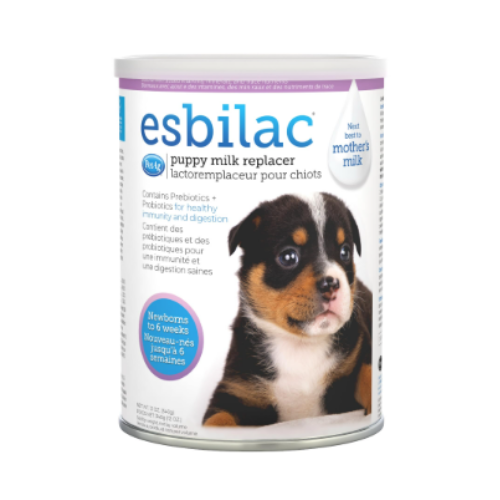 esbilac
PetAg
puppy milk replacer
lactoremplaceur pour chiots
Next
best to
mother's
milk
Contains Prebiotics +
Probiotics for healthy
immunity and digestion
Contient des
prébiotiques et des
probiotiques pour
une immunité et
une digestion saines
Newborns
to 6 weeks
Nouveau-nés
jusqu'à 6
semaines